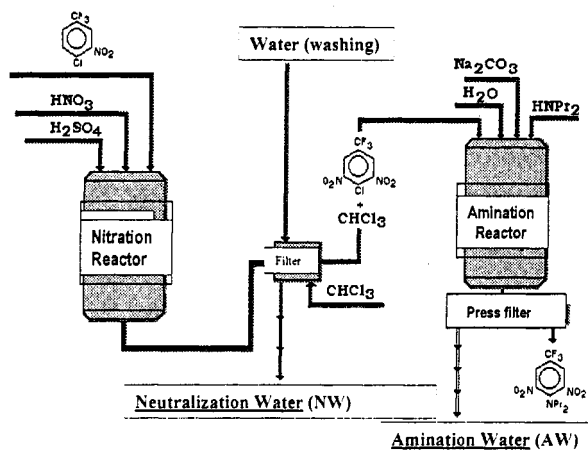 CF3
NO2
Cl
HNO3
H2SO4
Nitration
Reactor
Water (washing)
Filter
CF3
O2N NO2
Cl
+
CHCl3
CHCl3
Neutralization Water (NW)
Na2CO3
H2O
HNPr2
Amination
Reactor
Press filter
CF3
O2N NO2
NPr2
Amination Water (AW)